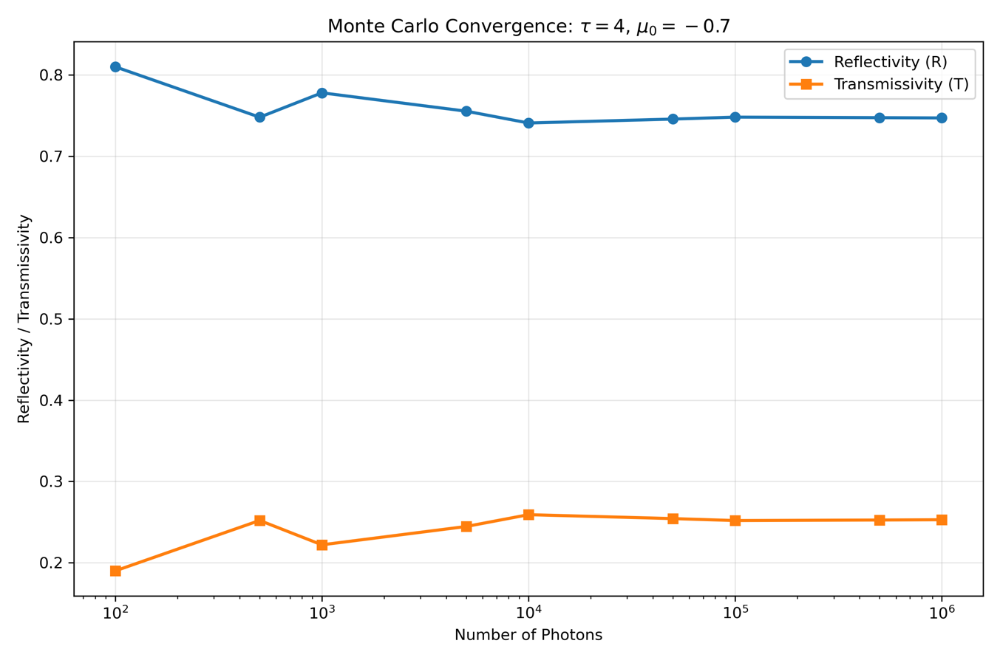 Monte Carlo Convergence: τ = 4, μ₀ = −0.7
Reflectivity (R)
Transmissivity (T)
Reflectivity / Transmissivity
0.8
0.7
0.6
0.5
0.4
0.3
0.2
10² 10³ 10⁴ 10⁵ 10⁶
Number of Photons